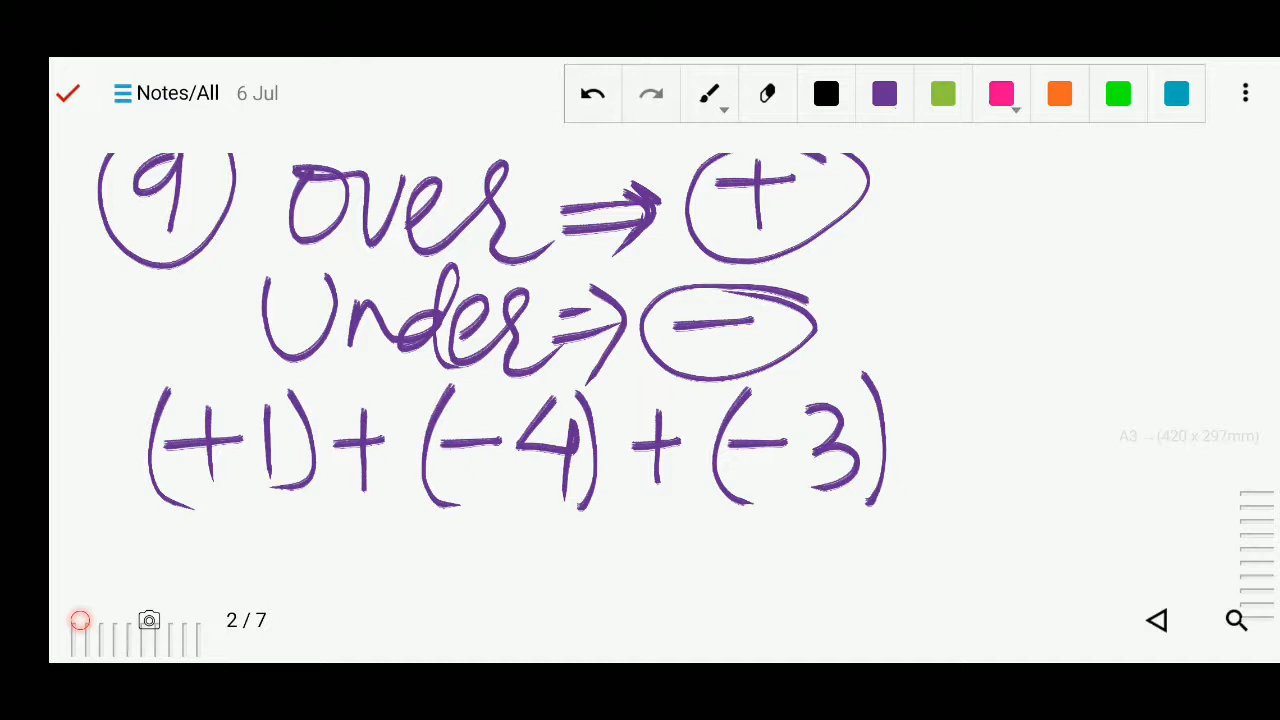 Notes/All 6 Jul
9 Over ⇒ +
Under ⇒ −
(+1) + (−4) + (−3)
A3 - (420 x 297mm)
2 / 7